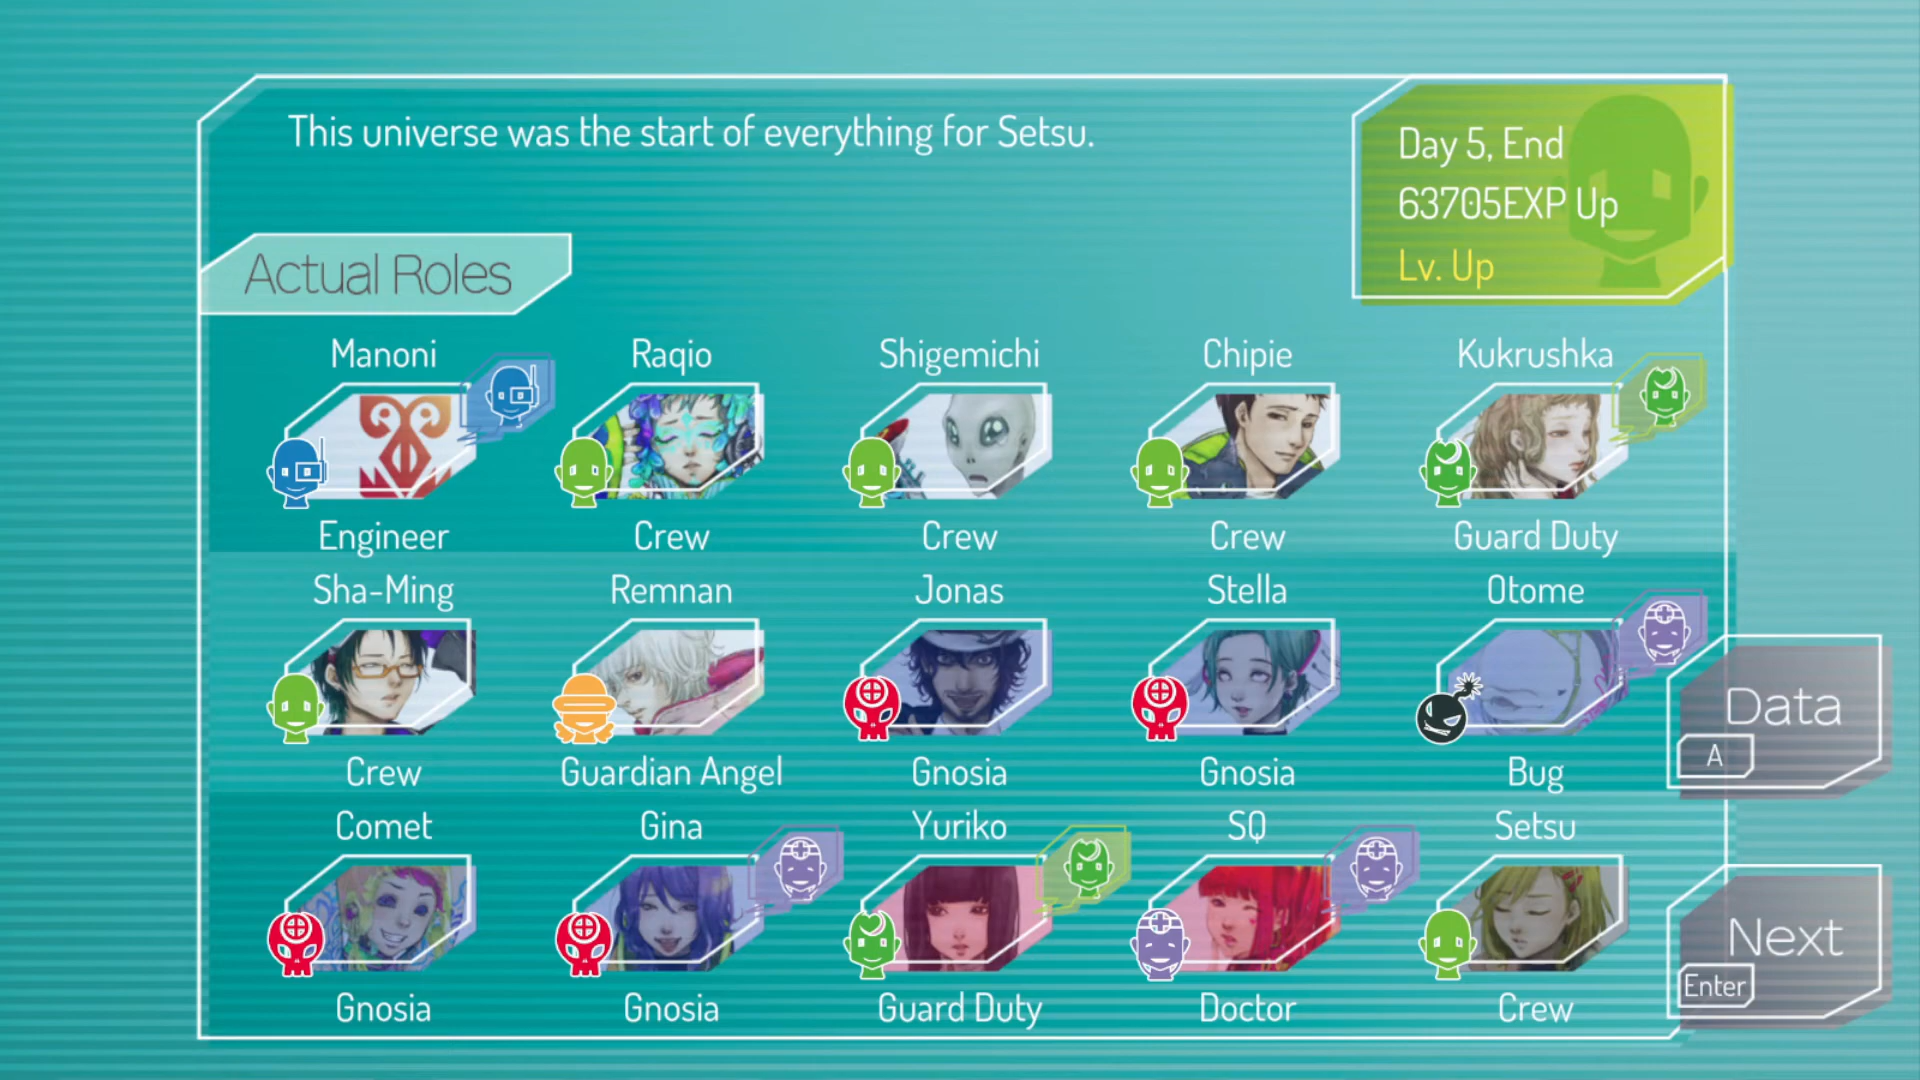 This universe was the start of everything for Setsu.
Day 5, End
63705EXP Up
Lv. Up
Actual Roles
Manoni
Raqio
Shigemichi
Chipie
Kukrushka
Engineer
Crew
Crew
Crew
Guard Duty
Sha-Ming
Remnan
Jonas
Stella
Otome
Crew
Guardian Angel
Gnosia
Gnosia
Bug
Data
A
Comet
Gina
Yuriko
SQ
Setsu
Gnosia
Gnosia
Guard Duty
Doctor
Crew
Next
Enter